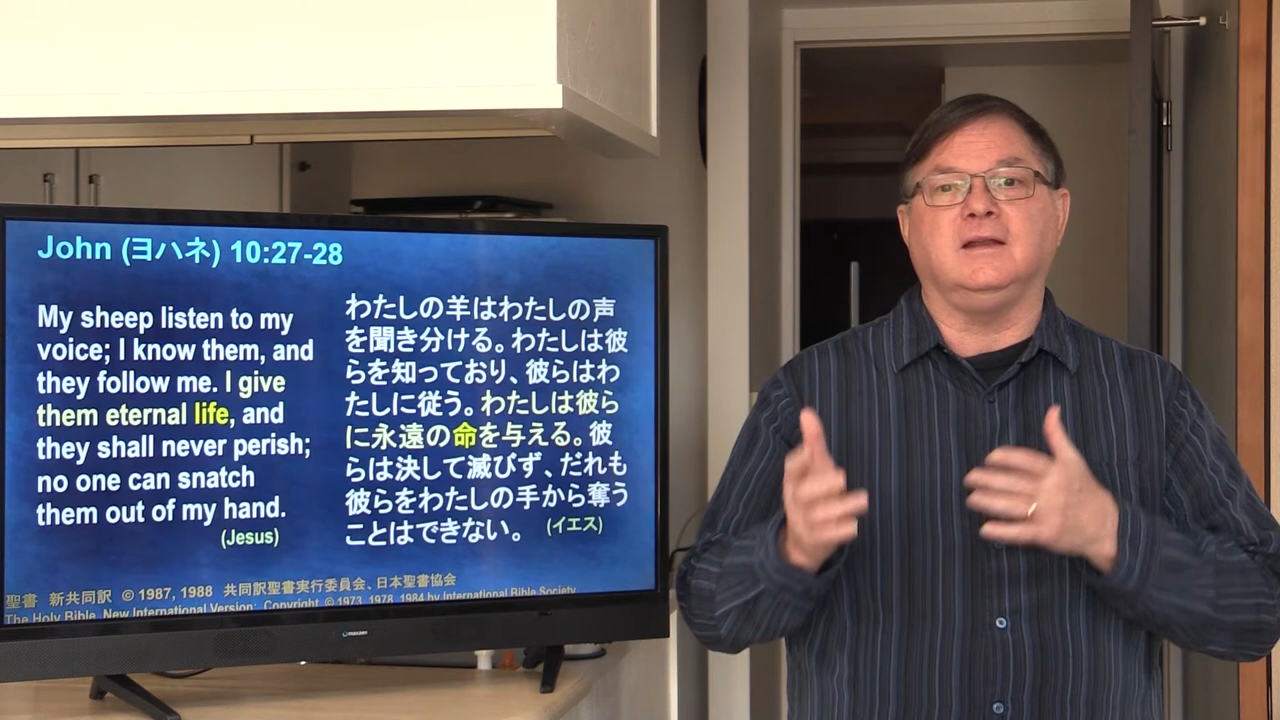 John (ヨハネ) 10:27-28
My sheep listen to my
voice; I know them, and
they follow me. I give
them eternal life, and
they shall never perish;
no one can snatch
them out of my hand.
(Jesus)
わたしの羊はわたしの声
を聞き分ける。わたしは彼
らを知っており、彼らはわ
たしに従う。わたしは彼ら
に永遠の命を与える。彼
らは決して滅びず、だれも
彼らをわたしの手から奪う
ことはできない。 (イエス)
聖書 新共同訳 © 1987, 1988 共同訳聖書実行委員会、日本聖書協会
The Holy Bible, New International Version; Copyright © 1973, 1978, 1984 by International Bible Society